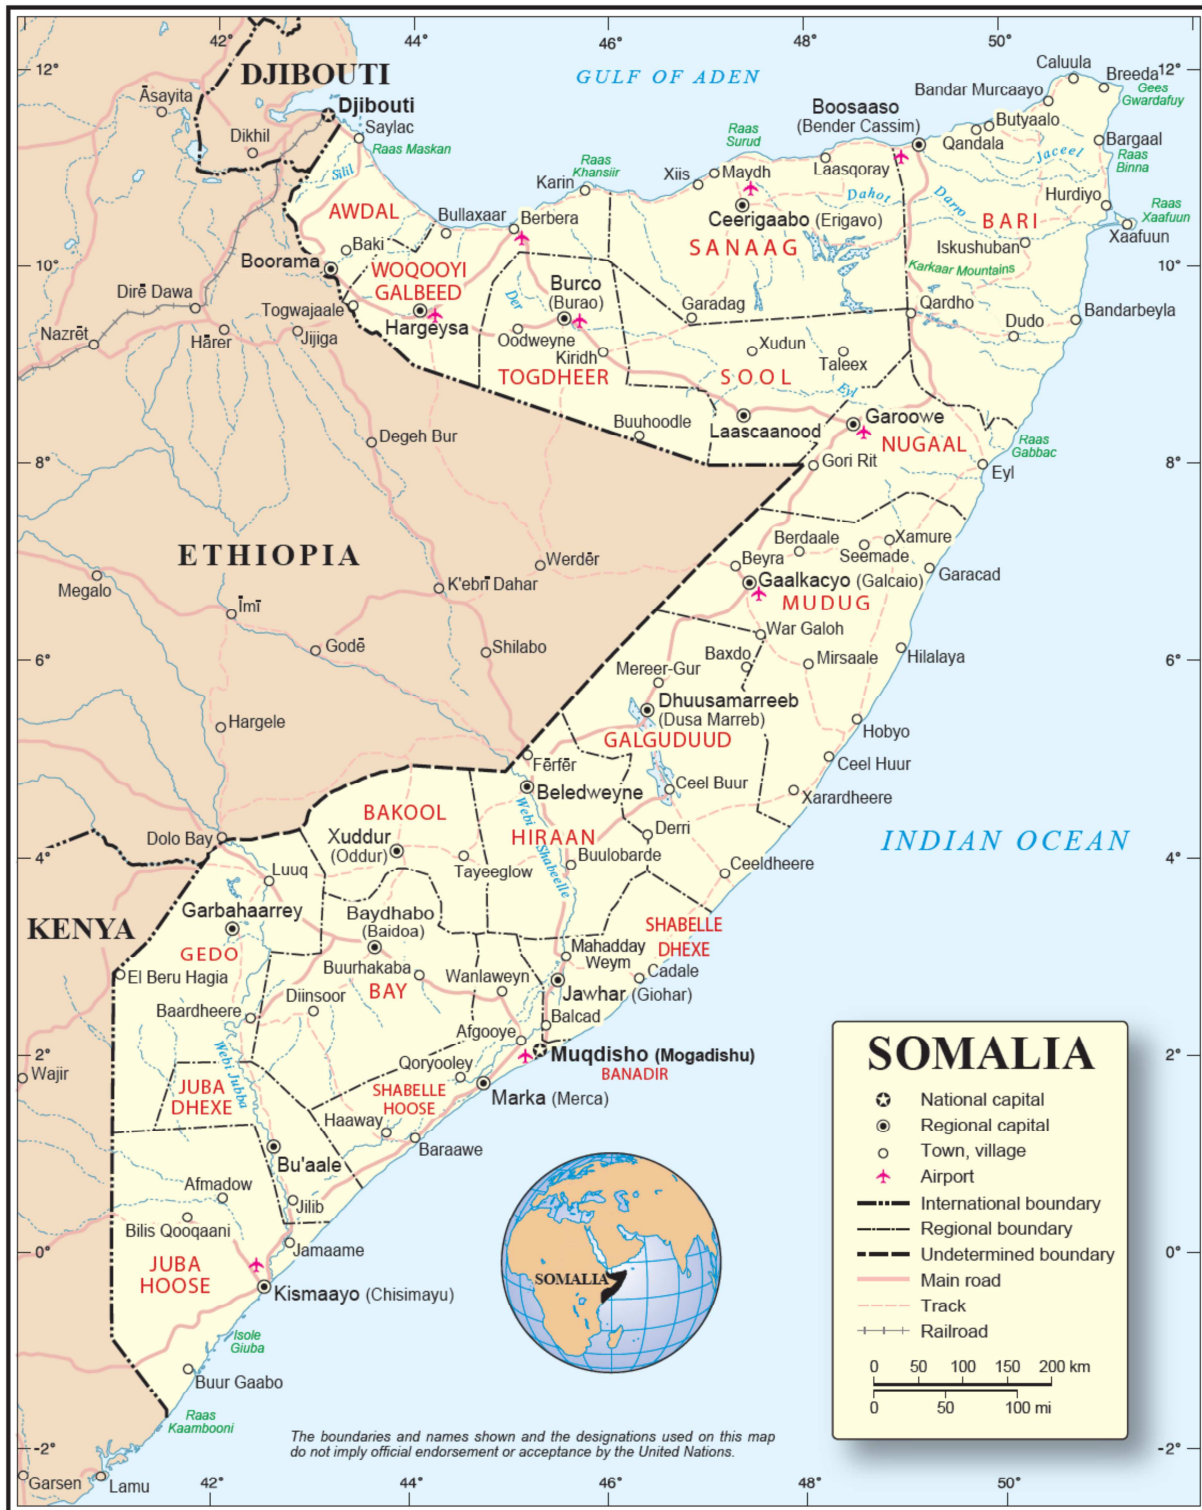 42°
44°
46°
48°
50°
12°
12°
DJIBOUTI
GULF OF ADEN
Caluula
Breeda
Gees
Gwardafuy
Āsayita
Djibouti
Bandar Murcaayo
Boosaaso
(Bender Cassim)
Butyaalo
Qandala
Dikhil
Saylac
Raas Maskan
Raas
Surud
Bargaal
Raas
Binna
Jaceel
Silil
Raas
Khansiir
Karin
Xiis
Maydh
Laasqoray
Dahot
Darro
Hurdiyo
Raas
Xaafuun
Xaafuun
AWDAL
Bullaxaar
Berbera
Ceerigaabo (Erigavo)
SANAAG
BARI
Iskushuban
Karkaar Mountains
Baki
10°
10°
Boorama
WOQOOYI
GALBEED
Der
Burco
(Burao)
Dirē Dawa
Togwajaale
Hargeysa
Garadag
Qardho
Bandarbeyla
Nazrēt
Hārer
Jijiga
Oodweyne
Kiridh
Xudun
Taleex
Dudo
TOGDHEER
SOOL
Eyl
Buuhoodle
Laascaanood
Garoowe
NUGAAL
Degeh Bur
Raas
Gabbac
8°
8°
Gori Rit
Eyl
ETHIOPIA
Werdēr
Berdaale
Beyra
Seemade
Xamure
Garacad
Megalo
K'ebrī Dahar
Gaalkacyo (Galcaio)
MUDUG
Īmī
War Galoh
Godē
Shilabo
Baxdo
Mirsaale
Hilalaya
6°
6°
Mereer-Gur
Dhuusamarreeb
(Dusa Marreb)
Hargele
GALGUDUUD
Hobyo
Fērfēr
Ceel Huur
Beledweyne
Ceel Buur
Xarardheere
BAKOOL
Dolo Bay
Xuddur
(Oddur)
Webi Shabeelle
HIRAAN
Derri
INDIAN OCEAN
4°
4°
Luuq
Tayeeglow
Buulobarde
Ceeldheere
KENYA
Garbahaarrey
Baydhabo
(Baidoa)
SHABELLE
DHEXE
GEDO
Mahadday
Weym
El Beru Hagia
Buurhakaba
Wanlaweyn
Cadale
BAY
Baardheere
Diinsoor
Jawhar (Giohar)
Balcad
Afgooye
2°
2°
Wajir
Webi Jubba
Qoryooley
Muqdisho (Mogadishu)
BANADIR
JUBA
DHEXE
SHABELLE
HOOSE
Marka (Merca)
Haaway
Baraawe
Bu'aale
Afmadow
Jilib
Bilis Qooqaani
0°
0°
Jamaame
JUBA
HOOSE
Kismaayo (Chisimayu)
Isole
Giuba
Buur Gaabo
Raas
Kaambooni
-2°
-2°
Garsen
Lamu
SOMALIA
SOMALIA
National capital
Regional capital
Town, village
Airport
International boundary
Regional boundary
Undetermined boundary
Main road
Track
Railroad
0 50 100 150 200 km
0 50 100 mi
The boundaries and names shown and the designations used on this map
do not imply official endorsement or acceptance by the United Nations.
42°
44°
46°
48°
50°